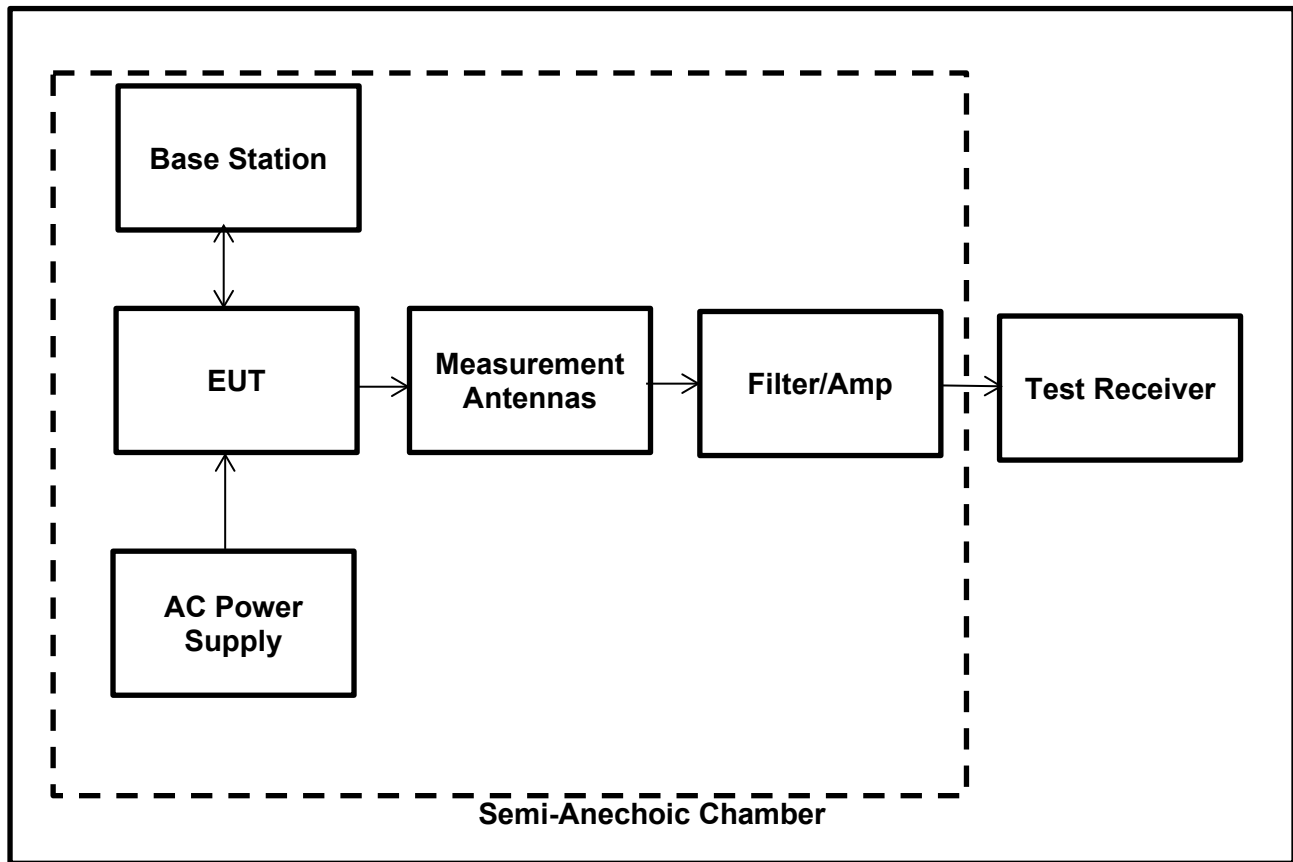 Base Station
EUT
Measurement
Antennas
Filter/Amp
Test Receiver
AC Power
Supply
Semi-Anechoic Chamber